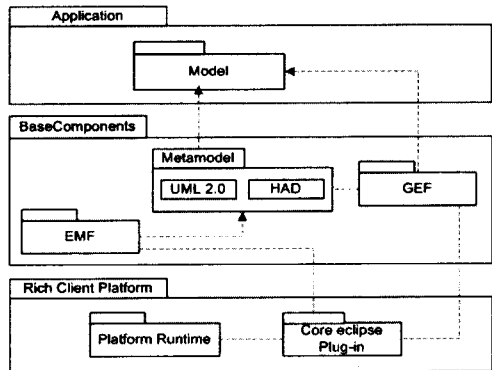 Application
Model
BaseComponents
Metamodel
UML 2.0
HAD
GEF
EMF
Rich Client Platform
Platform Runtime
Core eclipse
Plug-in